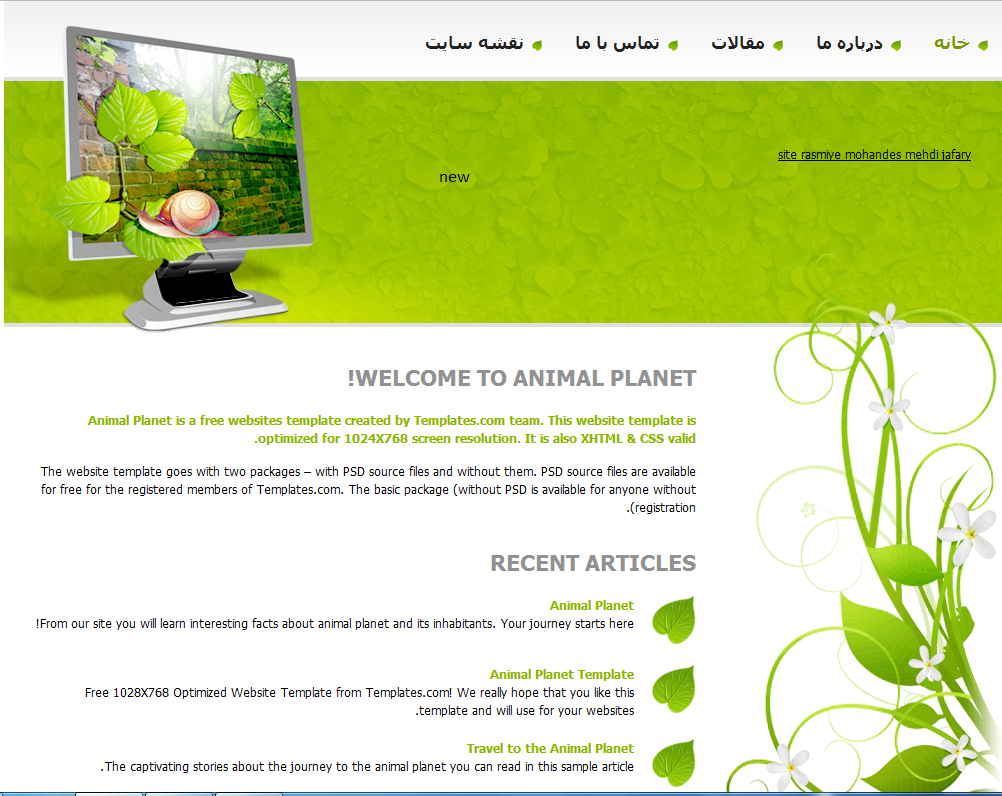 خانه
درباره ما
مقالات
تماس با ما
نقشه سایت
site rasmiye mohandes mehdi jafary
new
!WELCOME TO ANIMAL PLANET
Animal Planet is a free websites template created by Templates.com team. This website template is
.optimized for 1024X768 screen resolution. It is also XHTML & CSS valid
The website template goes with two packages – with PSD source files and without them. PSD source files are available
for free for the registered members of Templates.com. The basic package (without PSD is available for anyone without
.(registration
RECENT ARTICLES
Animal Planet
!From our site you will learn interesting facts about animal planet and its inhabitants. Your journey starts here
Animal Planet Template
Free 1028X768 Optimized Website Template from Templates.com! We really hope that you like this
.template and will use for your websites
Travel to the Animal Planet
.The captivating stories about the journey to the animal planet you can read in this sample article